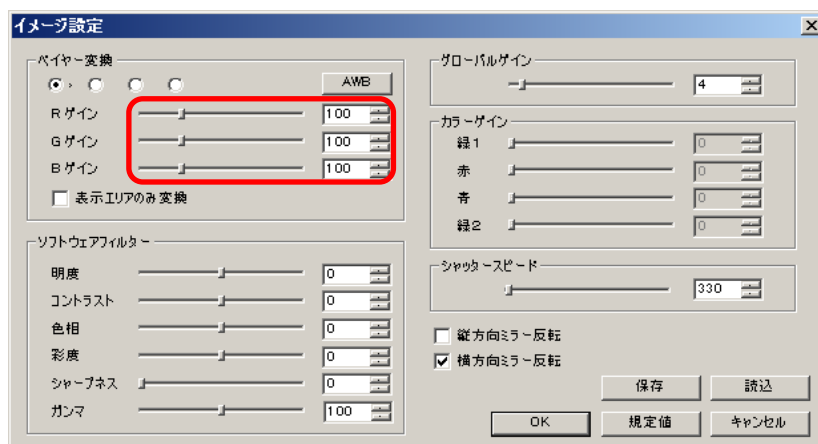 イメージ設定
ベイヤー変換
AWB
Rゲイン 100
Gゲイン 100
Bゲイン 100
表示エリアのみ変換
ソフトウェアフィルター
明度 0
コントラスト 0
色相 0
彩度 0
シャープネス 0
ガンマ 100
グローバルゲイン
4
カラーゲイン
緑1 0
赤 0
青 0
緑2 0
シャッタースピード
330
縦方向ミラー反転
横方向ミラー反転
保存 読込
OK 規定値 キャンセル